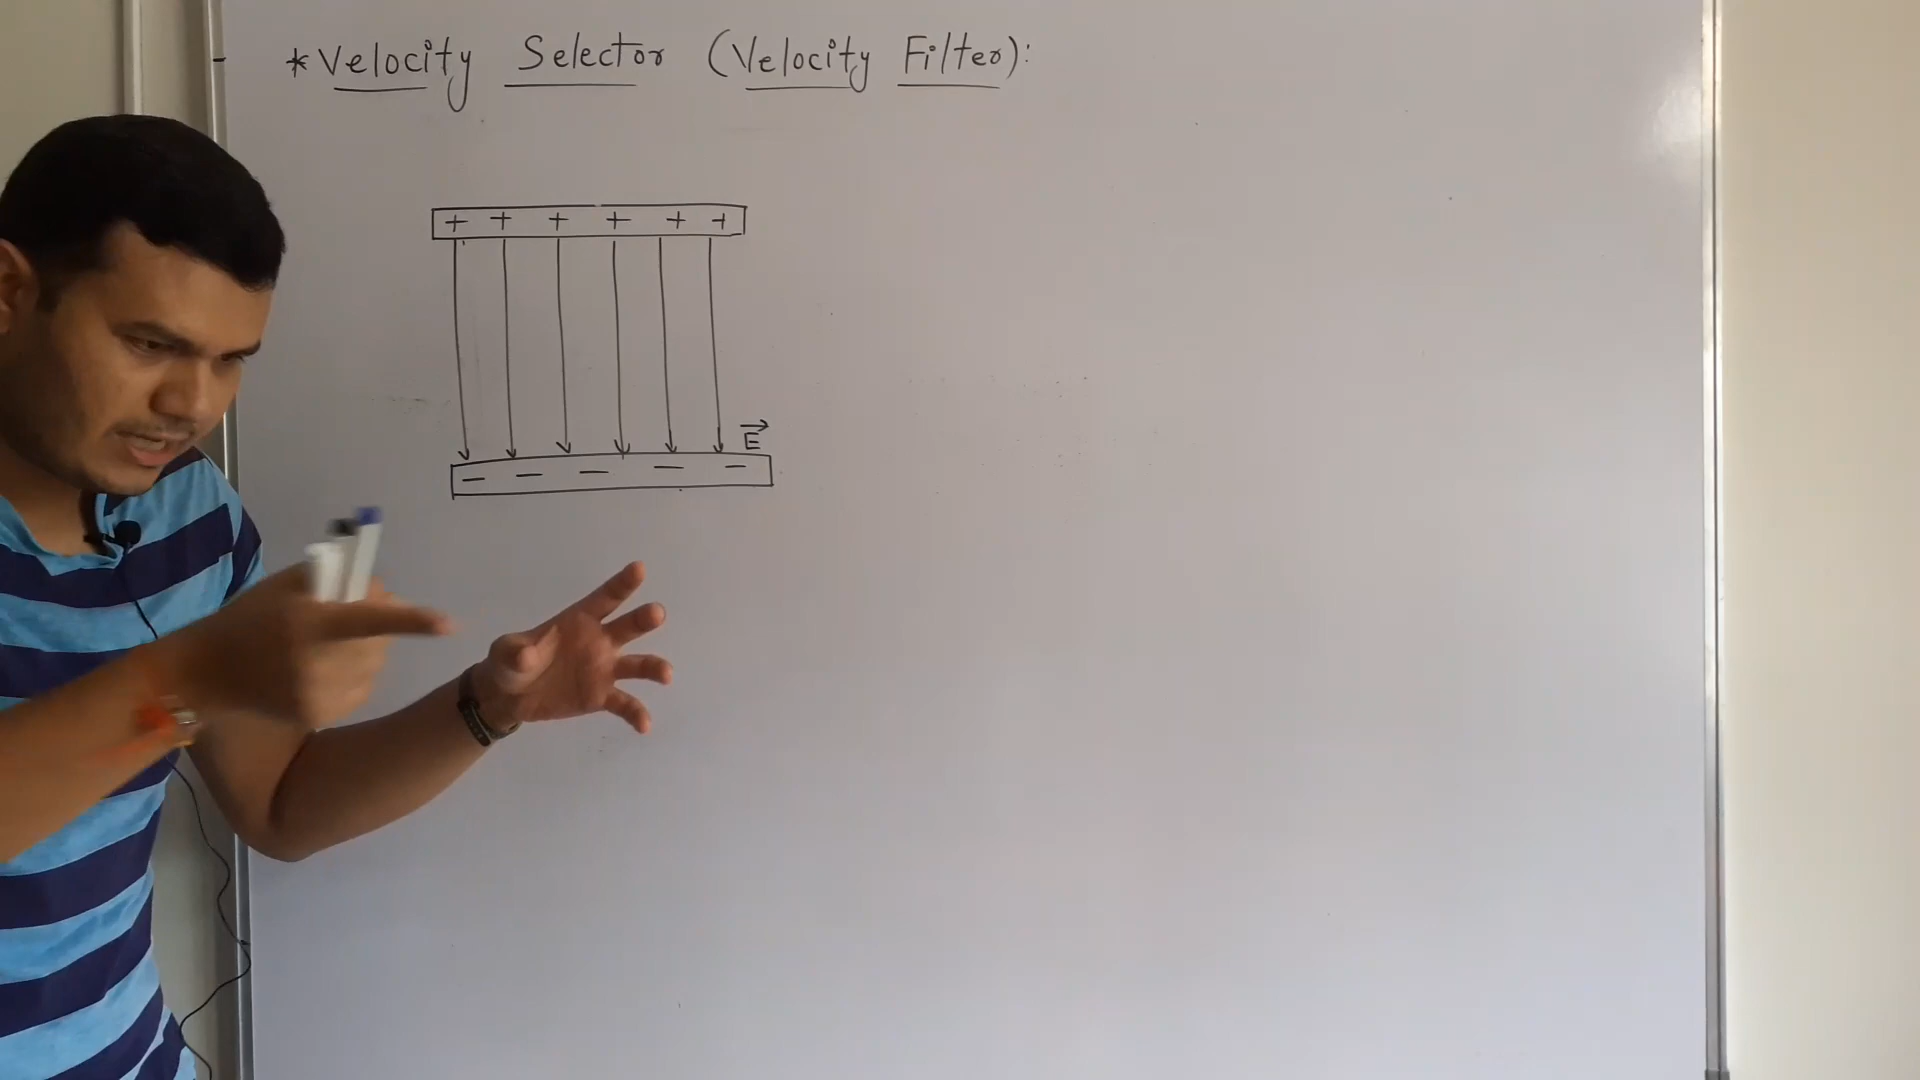 * Velocity Selector (Velocity Filter):
+ + + + + +
E
- - - - -